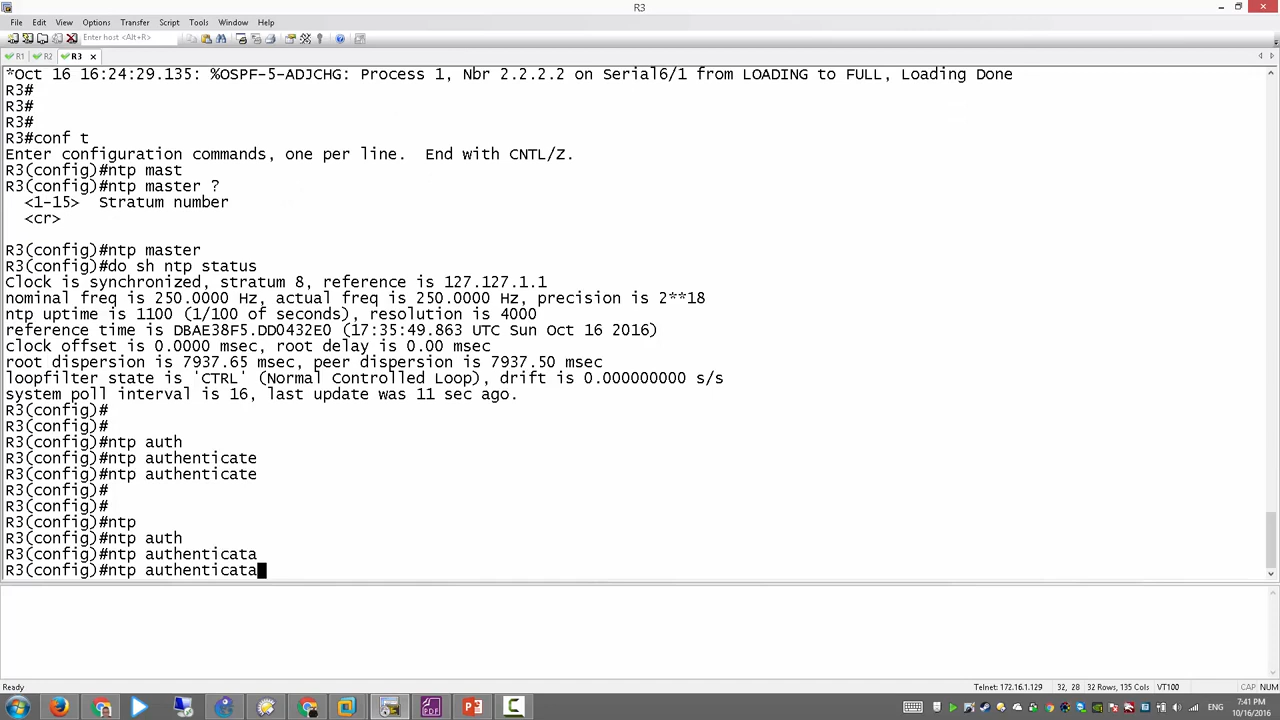 R3
File Edit View Options Transfer Script Tools Window Help
Enter host <Alt+R>
R1 R2 R3
*Oct 16 16:24:29.135: %OSPF-5-ADJCHG: Process 1, Nbr 2.2.2.2 on Serial6/1 from LOADING to FULL, Loading Done
R3#
R3#
R3#
R3#conf t
Enter configuration commands, one per line.  End with CNTL/Z.
R3(config)#ntp mast
R3(config)#ntp master ?
  <1-15>  Stratum number
  <cr>
R3(config)#ntp master
R3(config)#do sh ntp status
Clock is synchronized, stratum 8, reference is 127.127.1.1
nominal freq is 250.0000 Hz, actual freq is 250.0000 Hz, precision is 2**18
ntp uptime is 1100 (1/100 of seconds), resolution is 4000
reference time is DBAE38F5.DD0432E0 (17:35:49.863 UTC Sun Oct 16 2016)
clock offset is 0.0000 msec, root delay is 0.00 msec
root dispersion is 7937.65 msec, peer dispersion is 7937.50 msec
loopfilter state is 'CTRL' (Normal Controlled Loop), drift is 0.000000000 s/s
system poll interval is 16, last update was 11 sec ago.
R3(config)#
R3(config)#
R3(config)#ntp auth
R3(config)#ntp authenticate
R3(config)#ntp authenticate
R3(config)#
R3(config)#
R3(config)#ntp
R3(config)#ntp auth
R3(config)#ntp authenticata
R3(config)#ntp authenticata
Ready Telnet: 172.16.1.129 32, 28 32 Rows, 135 Cols VT100 CAP NUM
PDF ENG 7:41 PM
10/16/2016